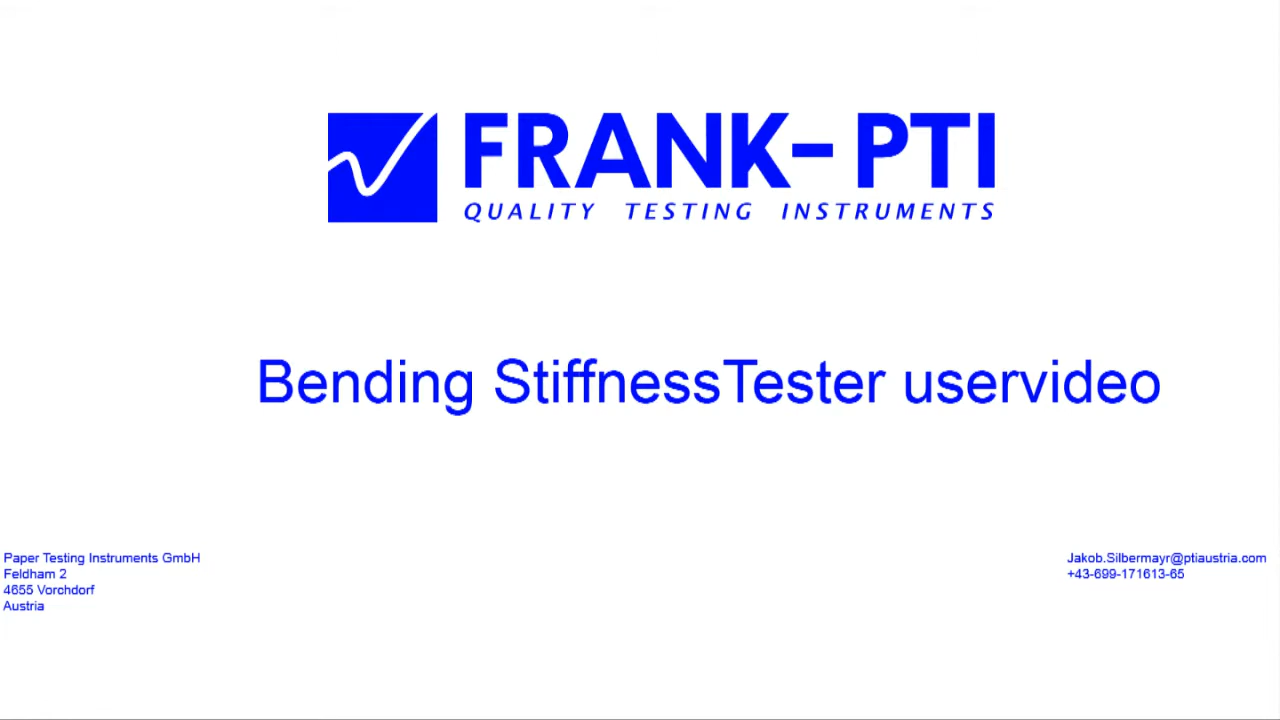 FRANK-PTI
QUALITY TESTING INSTRUMENTS
Bending StiffnessTester uservideo
Paper Testing Instruments GmbH
Feldham 2
4655 Vorchdorf
Austria
Jakob.Silbermayr@ptiaustria.com
+43-699-171613-65